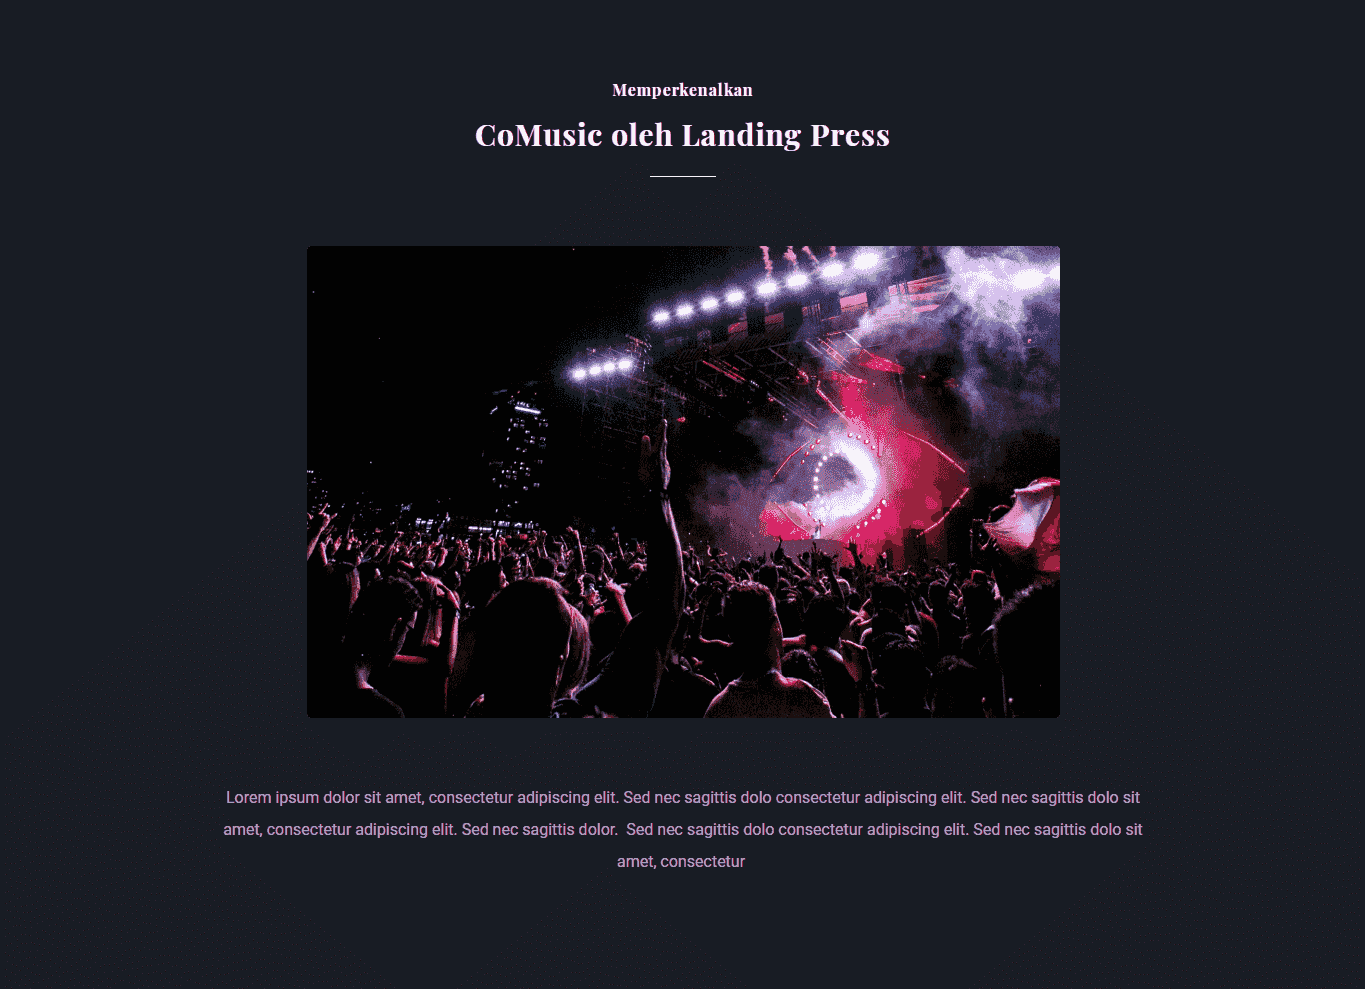 Memperkenalkan
CoMusic oleh Landing Press
Lorem ipsum dolor sit amet, consectetur adipiscing elit. Sed nec sagittis dolo consectetur adipiscing elit. Sed nec sagittis dolo sit
amet, consectetur adipiscing elit. Sed nec sagittis dolor.  Sed nec sagittis dolo consectetur adipiscing elit. Sed nec sagittis dolo sit
amet, consectetur